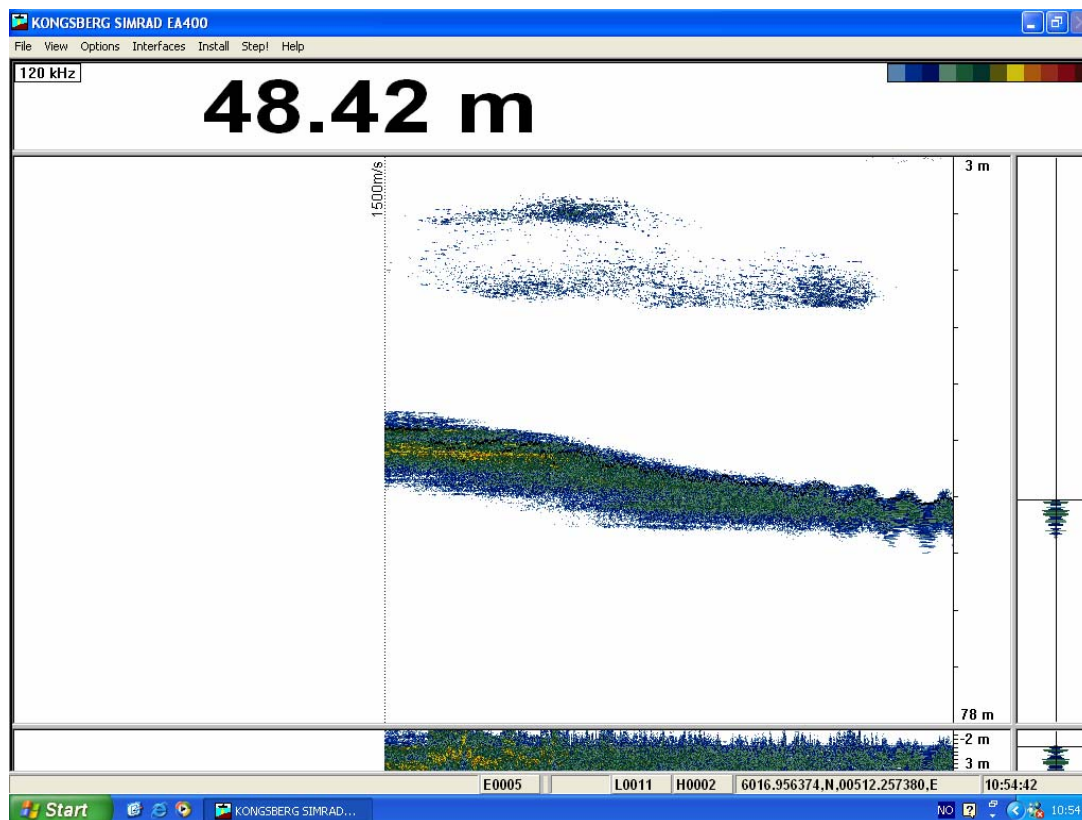 KONGSBERG SIMRAD EA400
File View Options Interfaces Install Step! Help
120 kHz
48.42 m
1500m/s
3 m
78 m
-2 m
3 m
E0005 L0011 H0002 6016.956374,N,00512.257380,E 10:54:42
Start KONGSBERG SIMRAD... NO 10:54